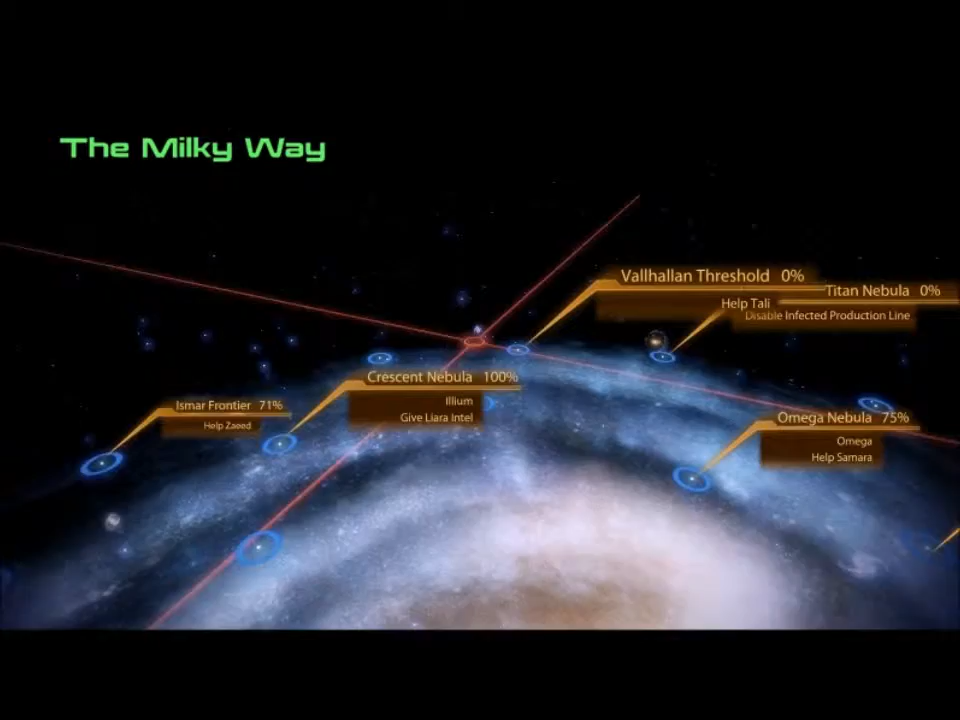 The Milky Way
Vallhallan Threshold 0%
Help Tali
Titan Nebula 0%
Disable Infected Production Line
Crescent Nebula 100%
Illium
Give Liara Intel
Ismar Frontier 71%
Help Zaeed
Omega Nebula 75%
Omega
Help Samara